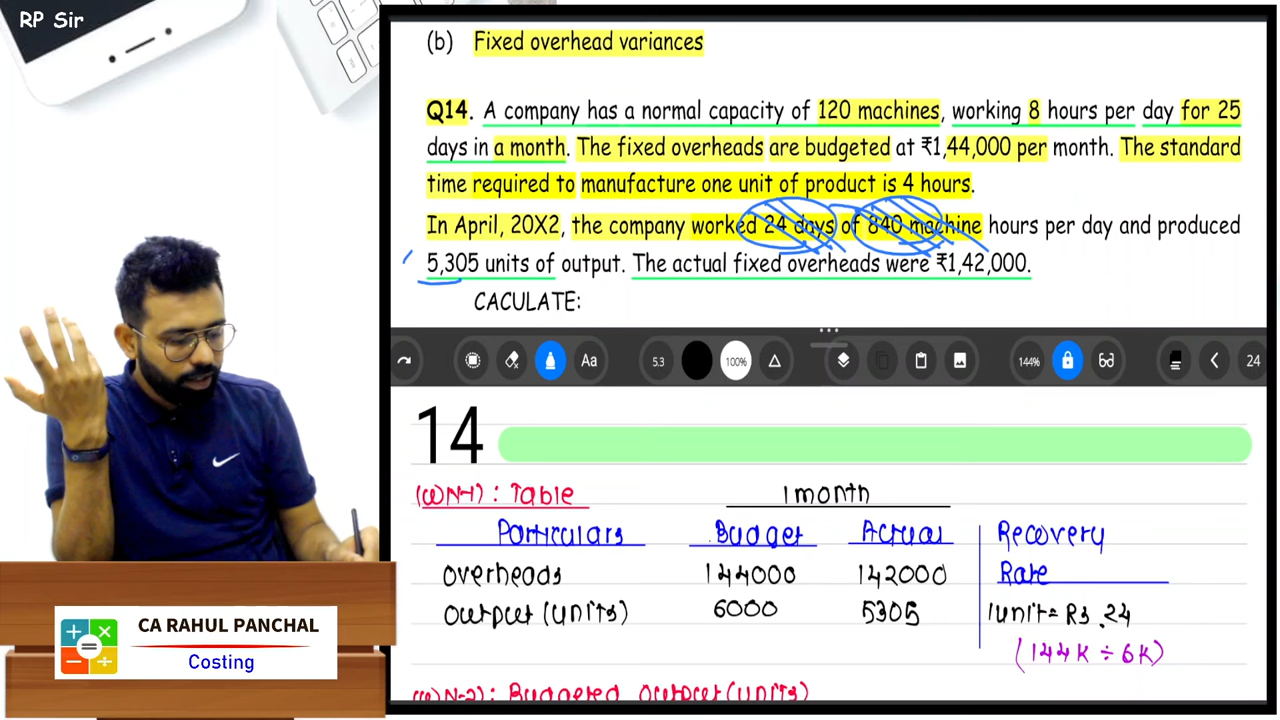 RP Sir
(b) Fixed overhead variances
Q14. A company has a normal capacity of 120 machines, working 8 hours per day for 25
days in a month. The fixed overheads are budgeted at ₹1,44,000 per month. The standard
time required to manufacture one unit of product is 4 hours.
In April, 20X2, the company worked 24 days of 840 machine hours per day and produced
5,305 units of output. The actual fixed overheads were ₹1,42,000.
CACULATE:
Aa 5.3 100% 144% 24
14
(WN-1): Table 1 month
Particulars Budget Actual Recovery
Rate
overheads 144000 142000
output (units) 6000 5305 1 unit = Rs. 24
(144K ÷ 6K)
(WN-2): Budgeted output (units)
CA RAHUL PANCHAL
Costing